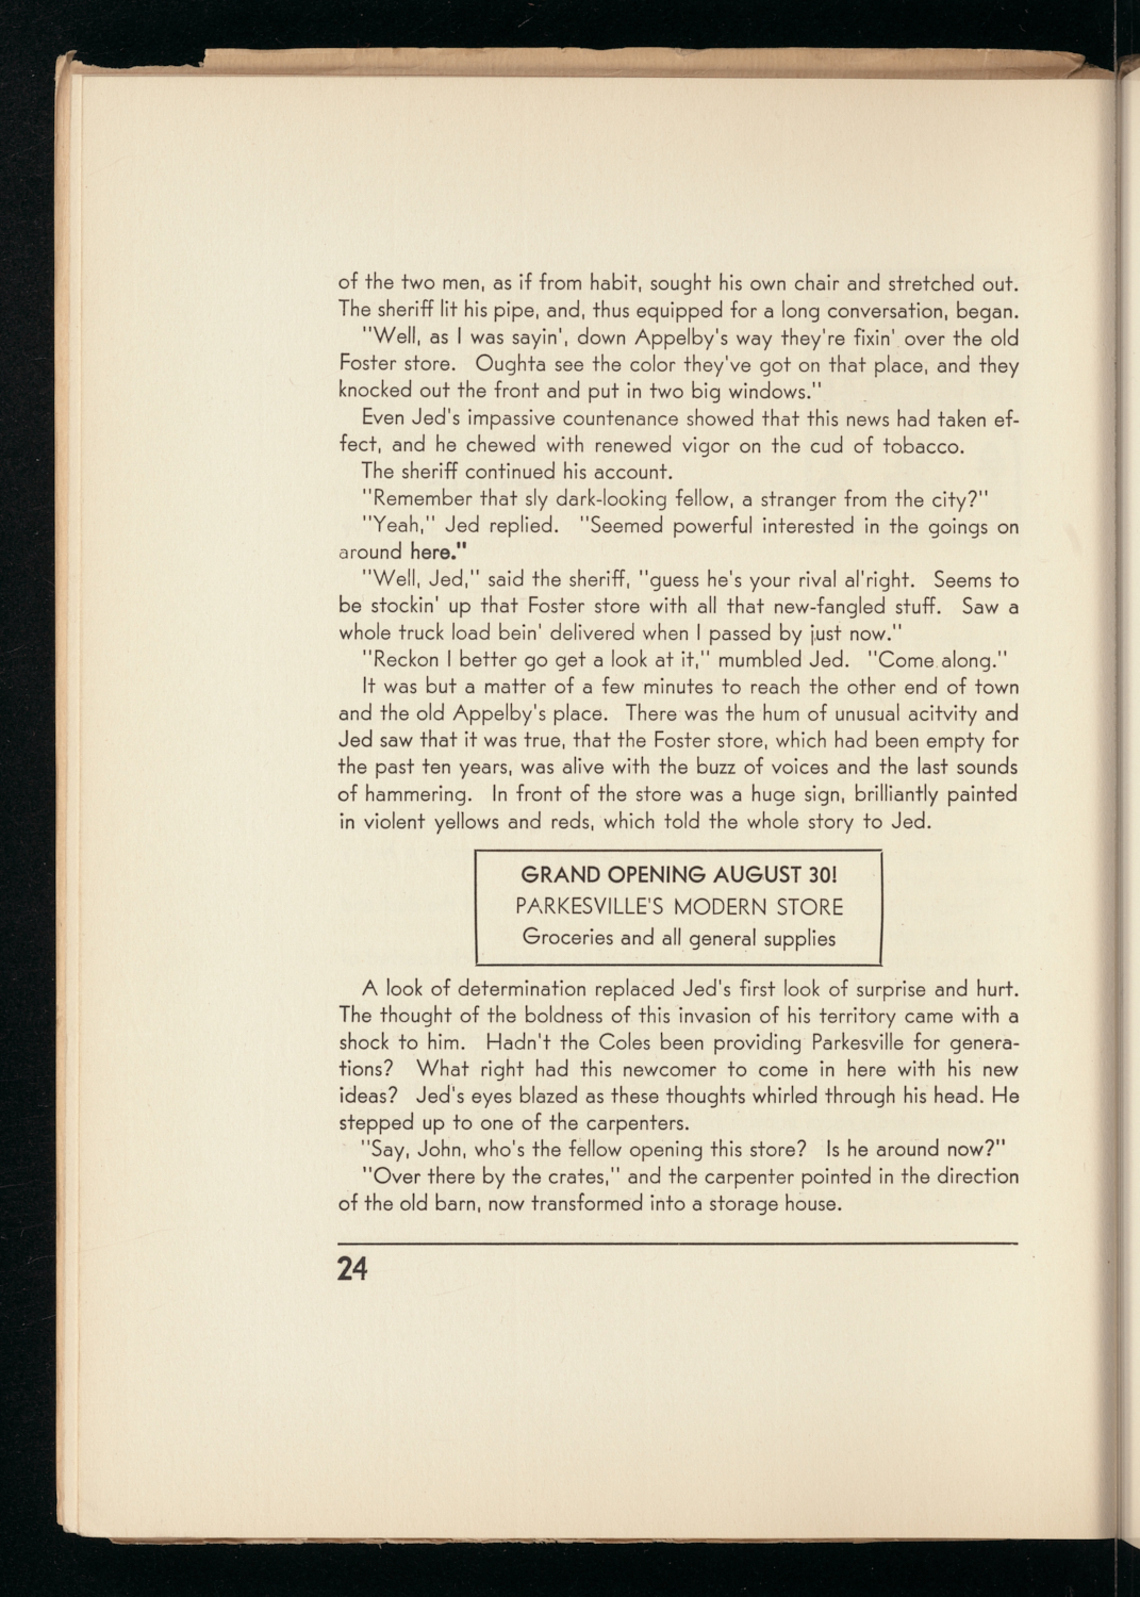 of the two men, as if from habit, sought his own chair and stretched out.
The sheriff lit his pipe, and, thus equipped for a long conversation, began.
"Well, as I was sayin', down Appelby's way they're fixin' over the old
Foster store. Oughta see the color they've got on that place, and they
knocked out the front and put in two big windows."
Even Jed's impassive countenance showed that this news had taken ef-
fect, and he chewed with renewed vigor on the cud of tobacco.
The sheriff continued his account.
"Remember that sly dark-looking fellow, a stranger from the city?"
"Yeah," Jed replied. "Seemed powerful interested in the goings on
around here."
"Well, Jed," said the sheriff, "guess he's your rival al'right. Seems to
be stockin' up that Foster store with all that new-fangled stuff. Saw a
whole truck load bein' delivered when I passed by just now."
"Reckon I better go get a look at it," mumbled Jed. "Come along."
It was but a matter of a few minutes to reach the other end of town
and the old Appelby's place. There was the hum of unusual acitvity and
Jed saw that it was true, that the Foster store, which had been empty for
the past ten years, was alive with the buzz of voices and the last sounds
of hammering. In front of the store was a huge sign, brilliantly painted
in violent yellows and reds, which told the whole story to Jed.
GRAND OPENING AUGUST 30!
PARKESVILLE'S MODERN STORE
Groceries and all general supplies
A look of determination replaced Jed's first look of surprise and hurt.
The thought of the boldness of this invasion of his territory came with a
shock to him. Hadn't the Coles been providing Parkesville for genera-
tions? What right had this newcomer to come in here with his new
ideas? Jed's eyes blazed as these thoughts whirled through his head. He
stepped up to one of the carpenters.
"Say, John, who's the fellow opening this store? Is he around now?"
"Over there by the crates," and the carpenter pointed in the direction
of the old barn, now transformed into a storage house.
24